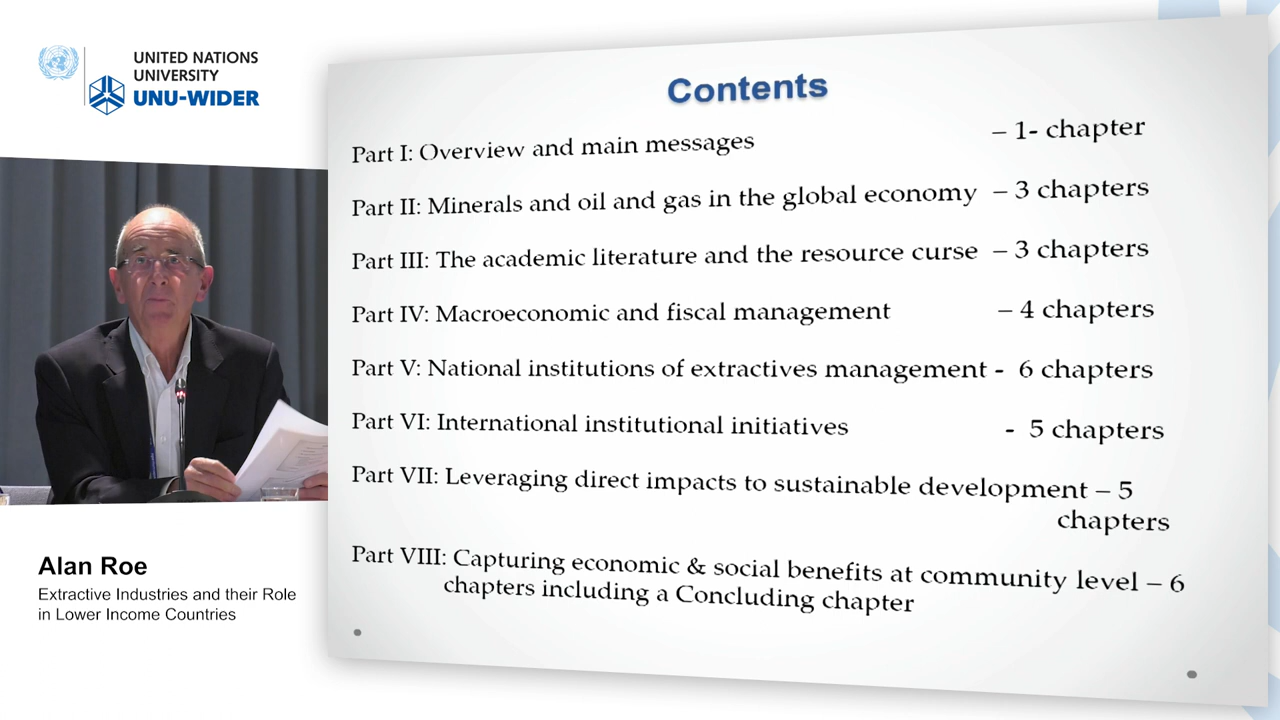 UNITED NATIONS
UNIVERSITY
UNU-WIDER
Contents
Part I: Overview and main messages – 1- chapter
Part II: Minerals and oil and gas in the global economy – 3 chapters
Part III: The academic literature and the resource curse – 3 chapters
Part IV: Macroeconomic and fiscal management – 4 chapters
Part V: National institutions of extractives management - 6 chapters
Part VI: International institutional initiatives - 5 chapters
Part VII: Leveraging direct impacts to sustainable development – 5
chapters
Part VIII: Capturing economic & social benefits at community level – 6
chapters including a Concluding chapter
Alan Roe
Extractive Industries and their Role
in Lower Income Countries